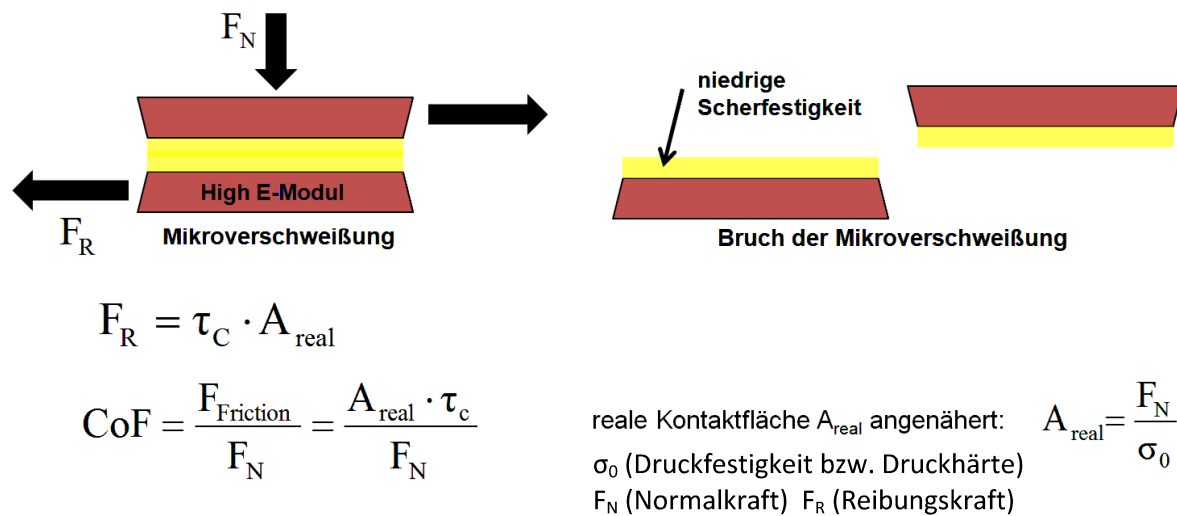 F_N
niedrige
Scherfestigkeit
High E-Modul
F_R
Mikroverschweißung
Bruch der Mikroverschweißung
F_R = τ_C · A_real
CoF = F_Friction / F_N = A_real · τ_c / F_N
reale Kontaktfläche A_real angenähert: A_real = F_N / σ_0
σ_0 (Druckfestigkeit bzw. Druckhärte)
F_N (Normalkraft) F_R (Reibungskraft)